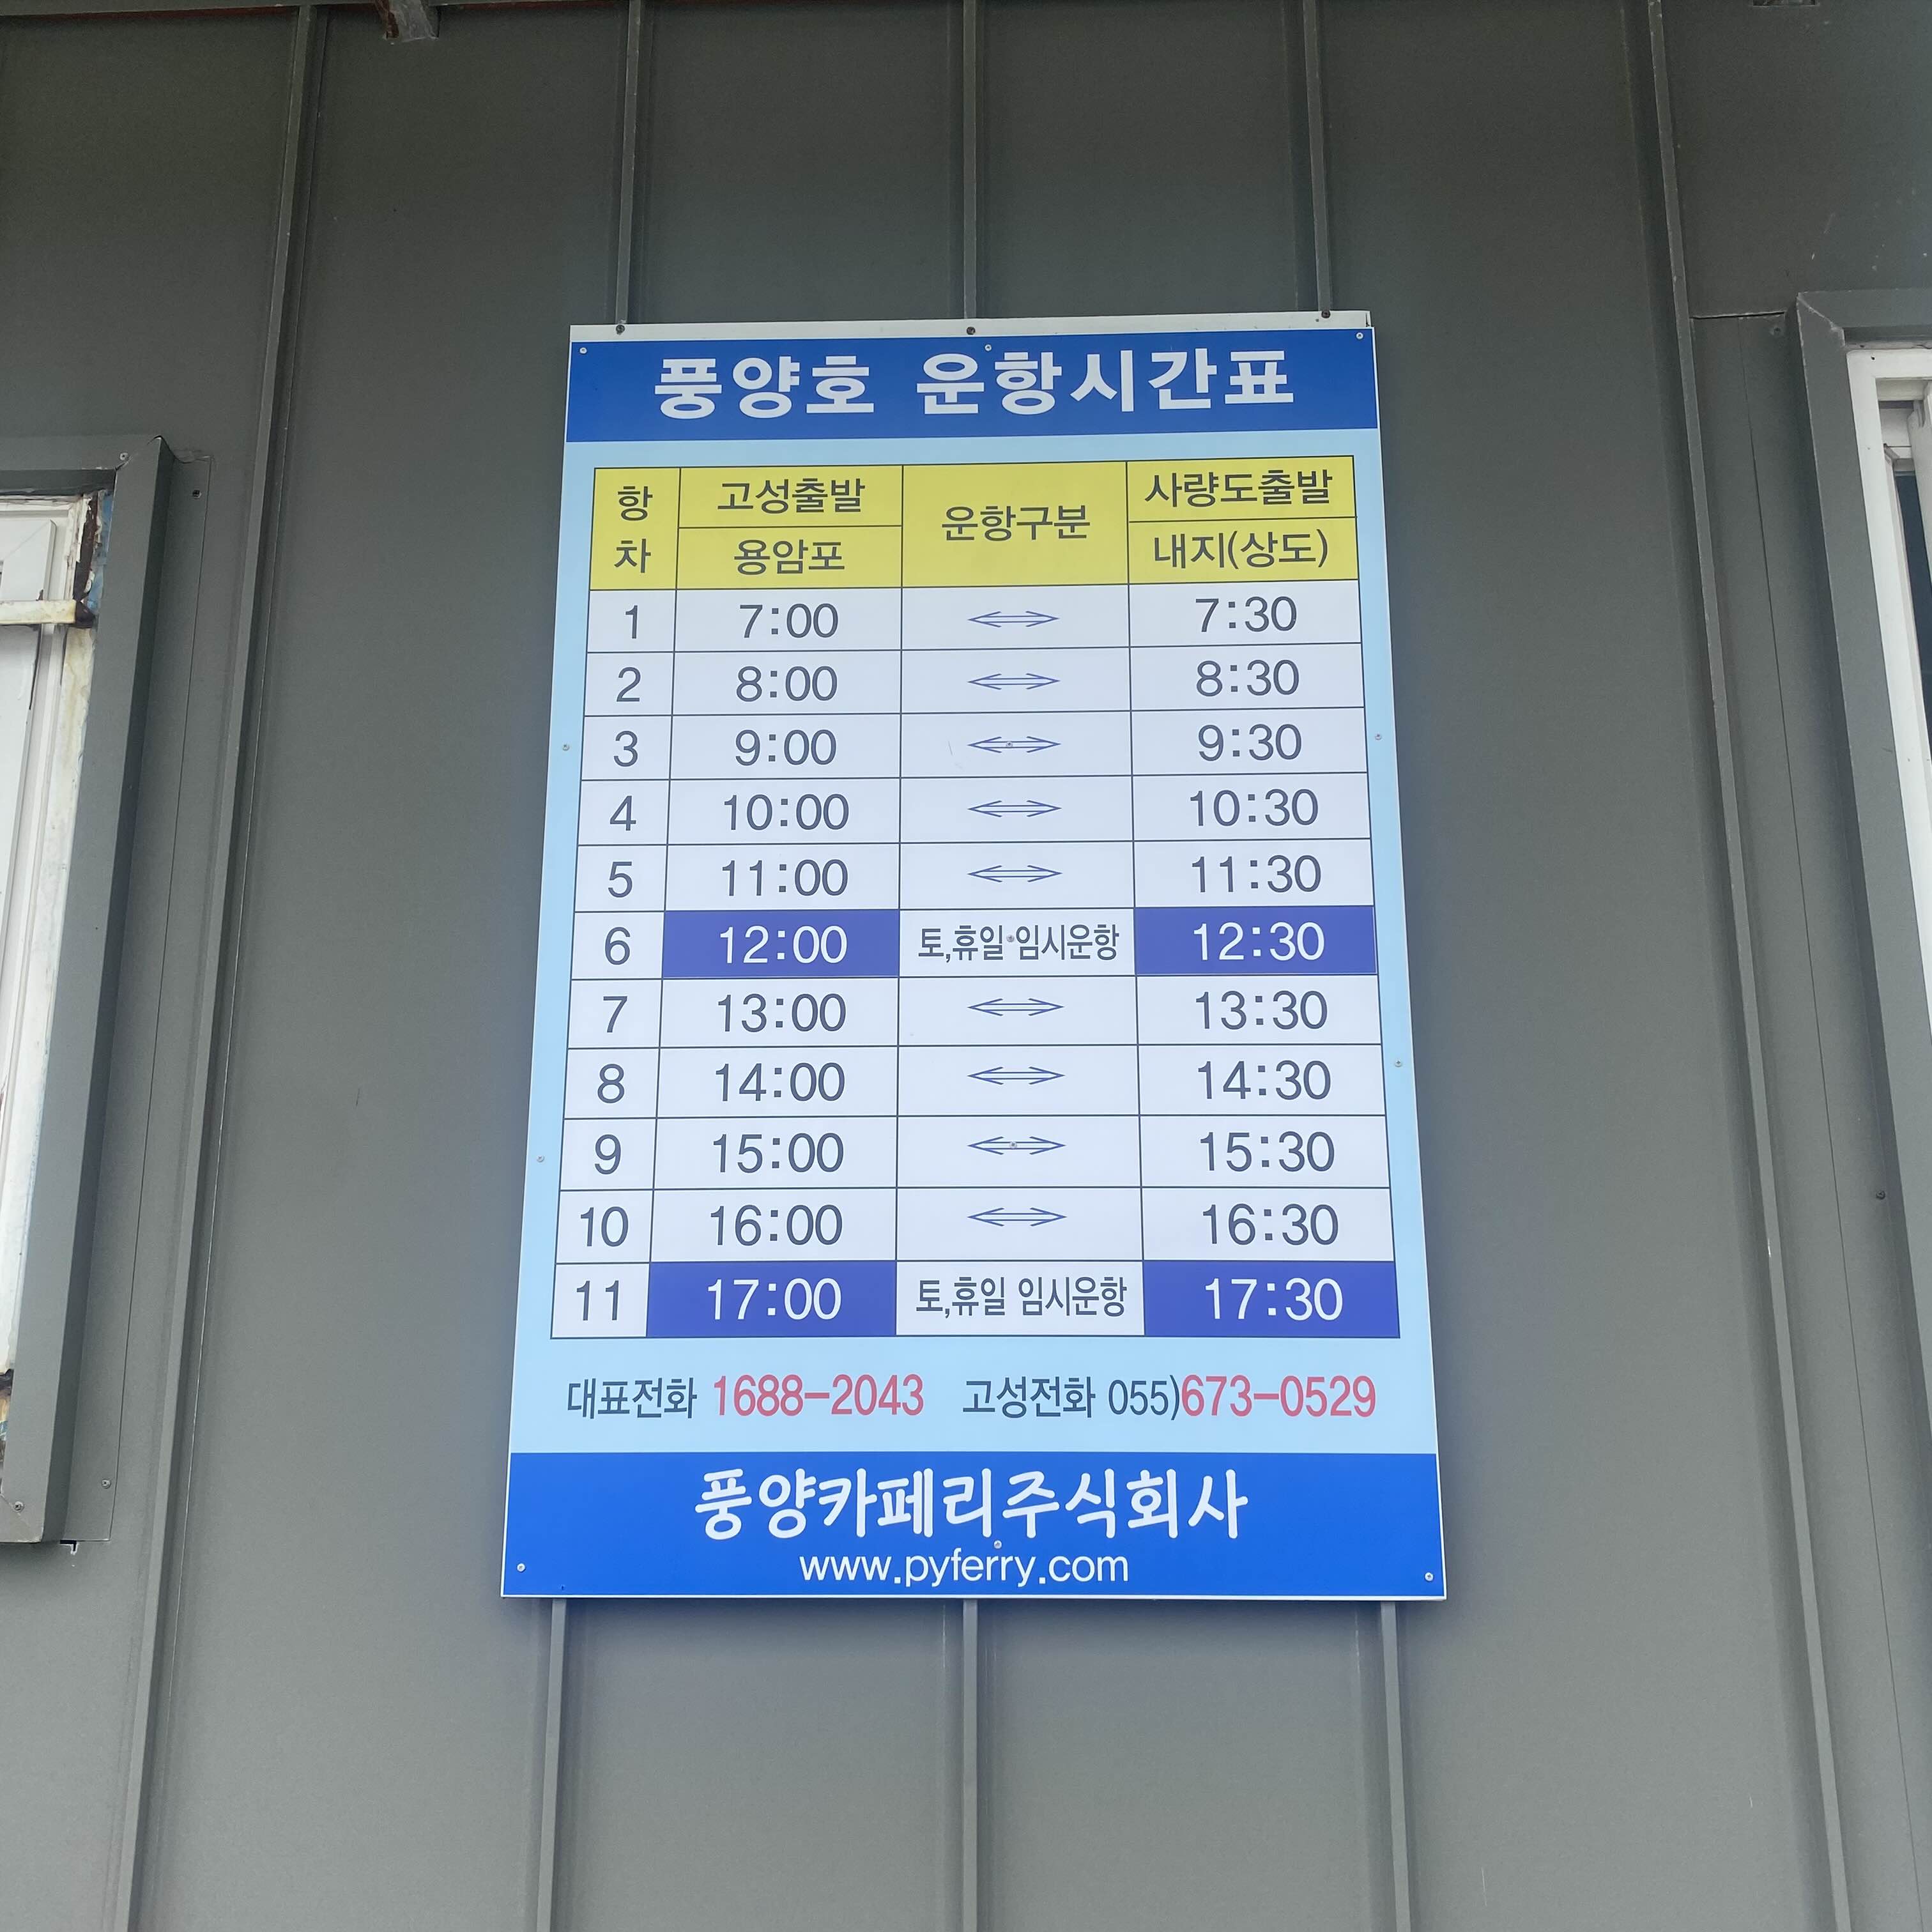 풍양호 운항시간표
항차 고성출발 운항구분 사량도출발
용암포 내지(상도)
1 7:00 ⟷ 7:30
2 8:00 ⟷ 8:30
3 9:00 ⟷ 9:30
4 10:00 ⟷ 10:30
5 11:00 ⟷ 11:30
6 12:00 토,휴일 임시운항 12:30
7 13:00 ⟷ 13:30
8 14:00 ⟷ 14:30
9 15:00 ⟷ 15:30
10 16:00 ⟷ 16:30
11 17:00 토,휴일 임시운항 17:30
대표전화 1688-2043 고성전화 055)673-0529
풍양카페리주식회사
www.pyferry.com